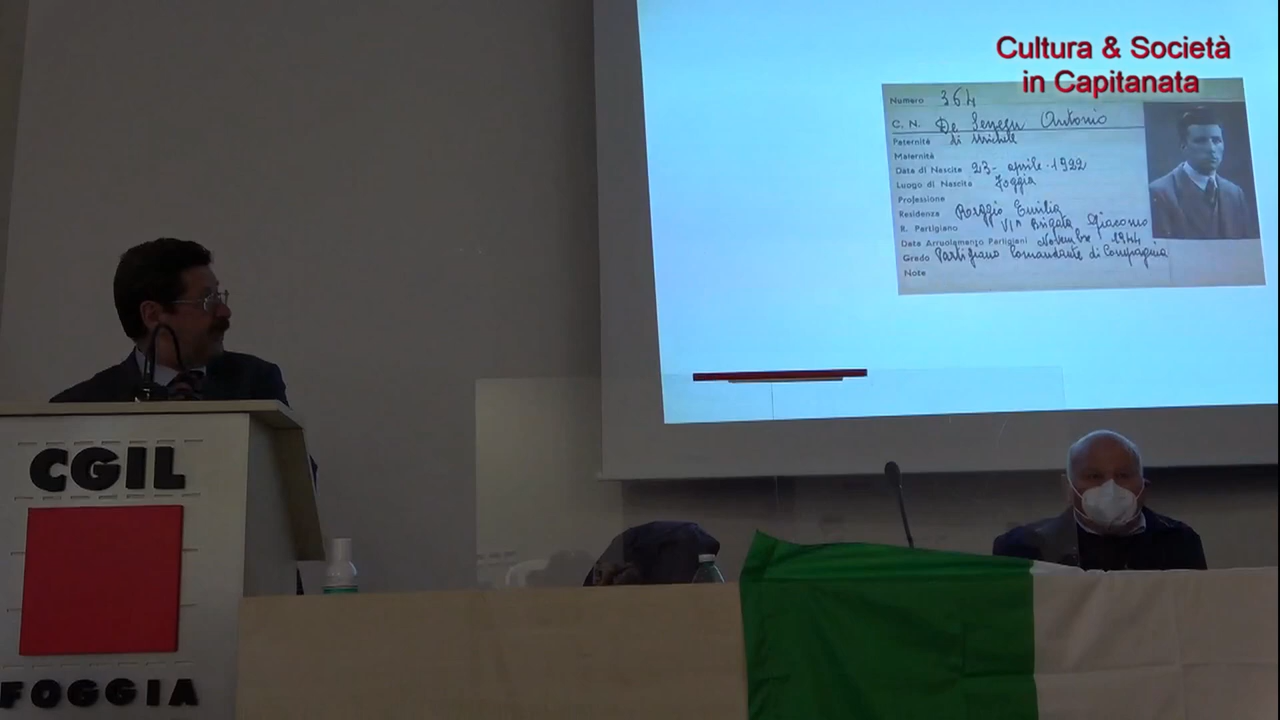 Cultura & Società
in Capitanata
Numero 364
C. N. De Antonio
Paternità di Michele
Maternità
Data di Nascita 23 - aprile - 1922
Luogo di Nascita Foggia
Professione
Residenza Reggio Emilia
R. Partigiano VIª Brigata Giacomo
Data Arruolamento Partigiani Novembre 1944
Grado Partigiano Comandante di Compagnia
Note
CGIL
FOGGIA